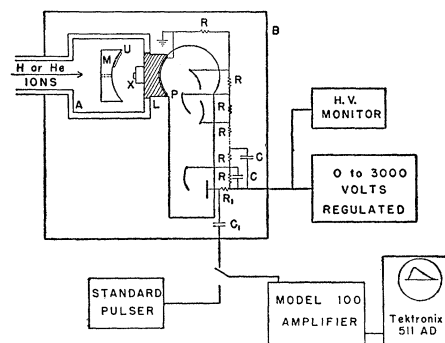 R
B
U
M
H or He
R
IONS
X
A
L
P
R
H. V.
MONITOR
R
C
R
C
R1
0 to 3000
VOLTS
REGULATED
C1
STANDARD
PULSER
MODEL 100
AMPLIFIER
Tektronix
511 AD